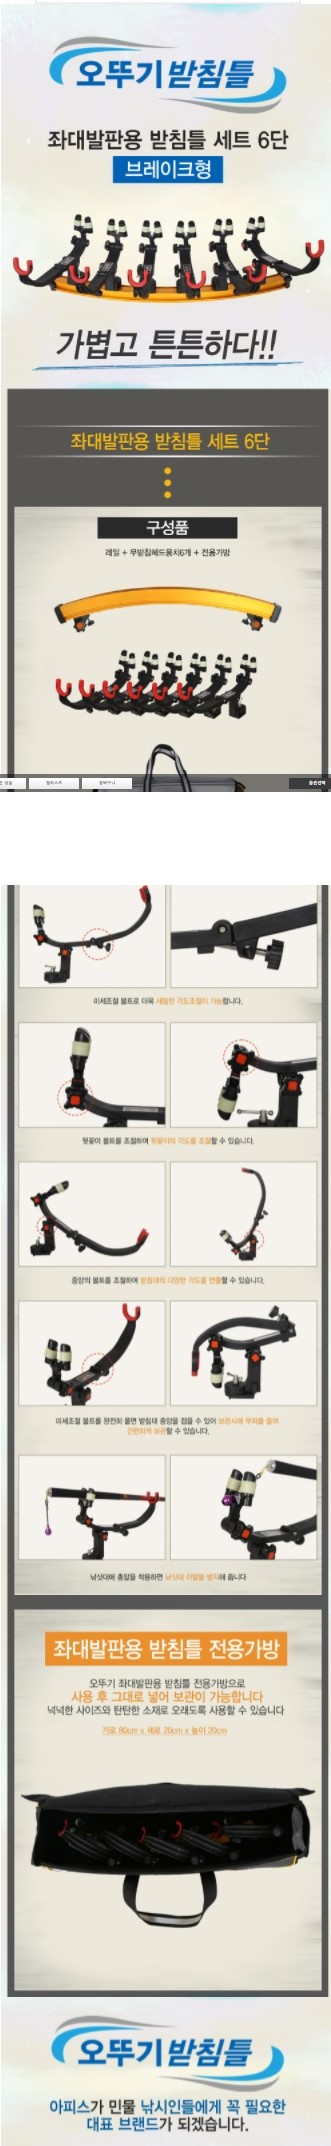 오뚜기받침틀
좌대발판용 받침틀 세트 6단
브레이크형
가볍고 튼튼하다!!
좌대발판용 받침틀 세트 6단
구성품
레일 + 무받침헤드뭉치6개 + 전용가방
장바구니
옵션선택
미세조절 볼트로 더욱 세밀한 각도조절이 가능합니다.
뒷꽂이 볼트를 조절하여 뒷꽂이의 각도를 조절할 수 있습니다.
중앙의 볼트를 조절하여 받침대의 다양한 각도를 연출할 수 있습니다.
미세조절 볼트를 완전히 풀면 받침대 중앙을 접을 수 있어 보관시에 부피를 줄여
간편하게 보관할 수 있습니다.
낚싯대에 총알을 착용하면 낚싯대 이탈을 방지해 줍니다
좌대발판용 받침틀 전용가방
오뚜기 좌대발판용 받침틀 전용가방으로
사용 후 그대로 넣어 보관이 가능합니다
넉넉한 사이즈와 탄탄한 소재로 오래도록 사용할 수 있습니다
가로 80cm x 세로 20cm x 높이 20cm
오뚜기받침틀
아피스가 민물 낚시인들에게 꼭 필요한
대표 브랜드가 되겠습니다.